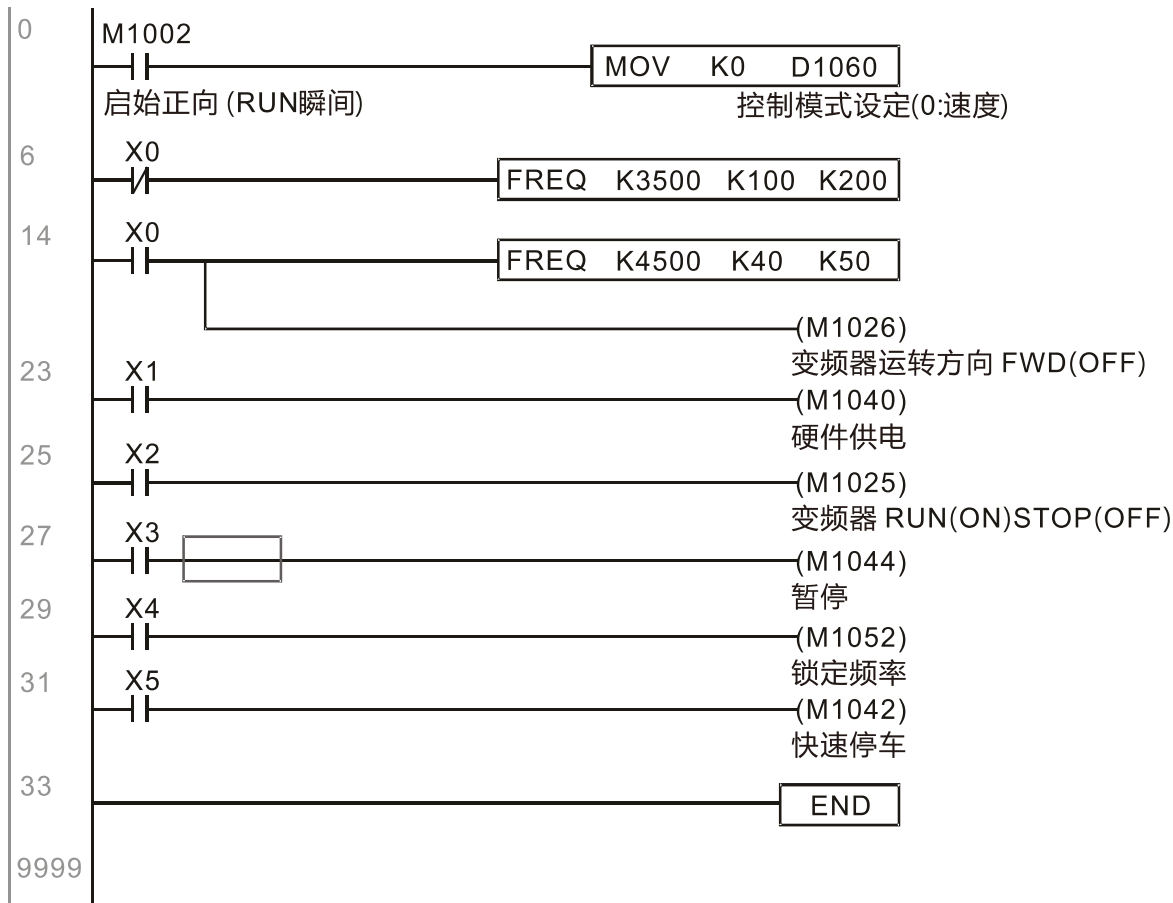 0
M1002
MOV K0 D1060
启始正向 (RUN瞬间)
控制模式设定(0:速度)
6
X0
FREQ K3500 K100 K200
14
X0
FREQ K4500 K40 K50
(M1026)
变频器运转方向 FWD(OFF)
23
X1
(M1040)
硬件供电
25
X2
(M1025)
变频器 RUN(ON)STOP(OFF)
27
X3
(M1044)
暂停
29
X4
(M1052)
锁定频率
31
X5
(M1042)
快速停车
33
END
9999